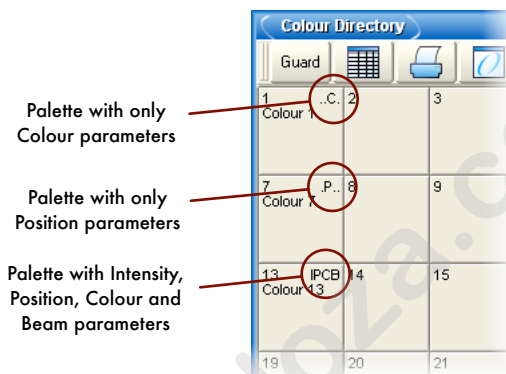 Colour Directory
Guard
Palette with only
Colour parameters
1 ..C. 2 3
Colour 1
Palette with only
Position parameters
7 .P.. 8 9
Colour 7
Palette with Intensity,
Position, Colour and
Beam parameters
13 IPCB 14 15
Colour 13
19 20 21